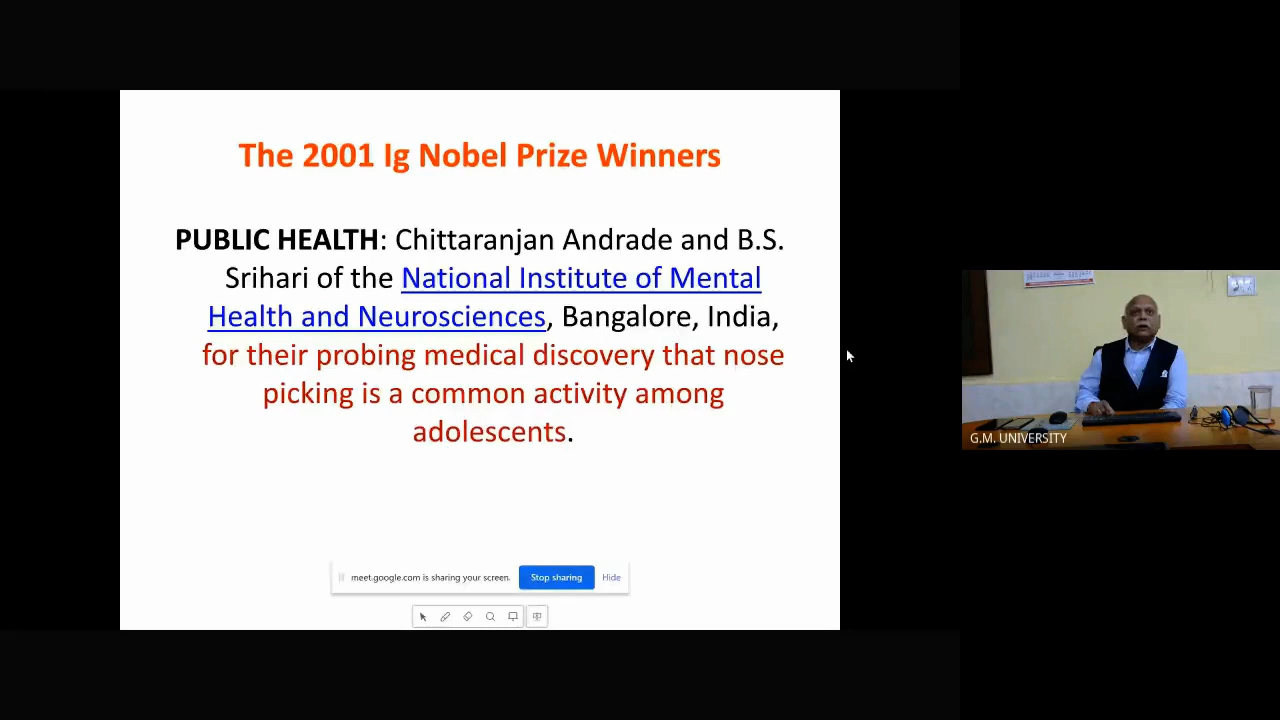 The 2001 Ig Nobel Prize Winners
PUBLIC HEALTH: Chittaranjan Andrade and B.S.
Srihari of the National Institute of Mental
Health and Neurosciences, Bangalore, India,
for their probing medical discovery that nose
picking is a common activity among
adolescents.
meet.google.com is sharing your screen. Stop sharing Hide
G.M. UNIVERSITY